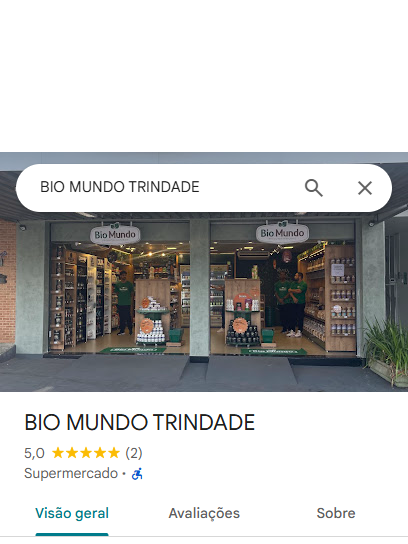 BIO MUNDO TRINDADE
Bio Mundo
Bio Mundo
BIO MUNDO TRINDADE
5,0 (2)
Supermercado ·
Visão geral
Avaliações
Sobre